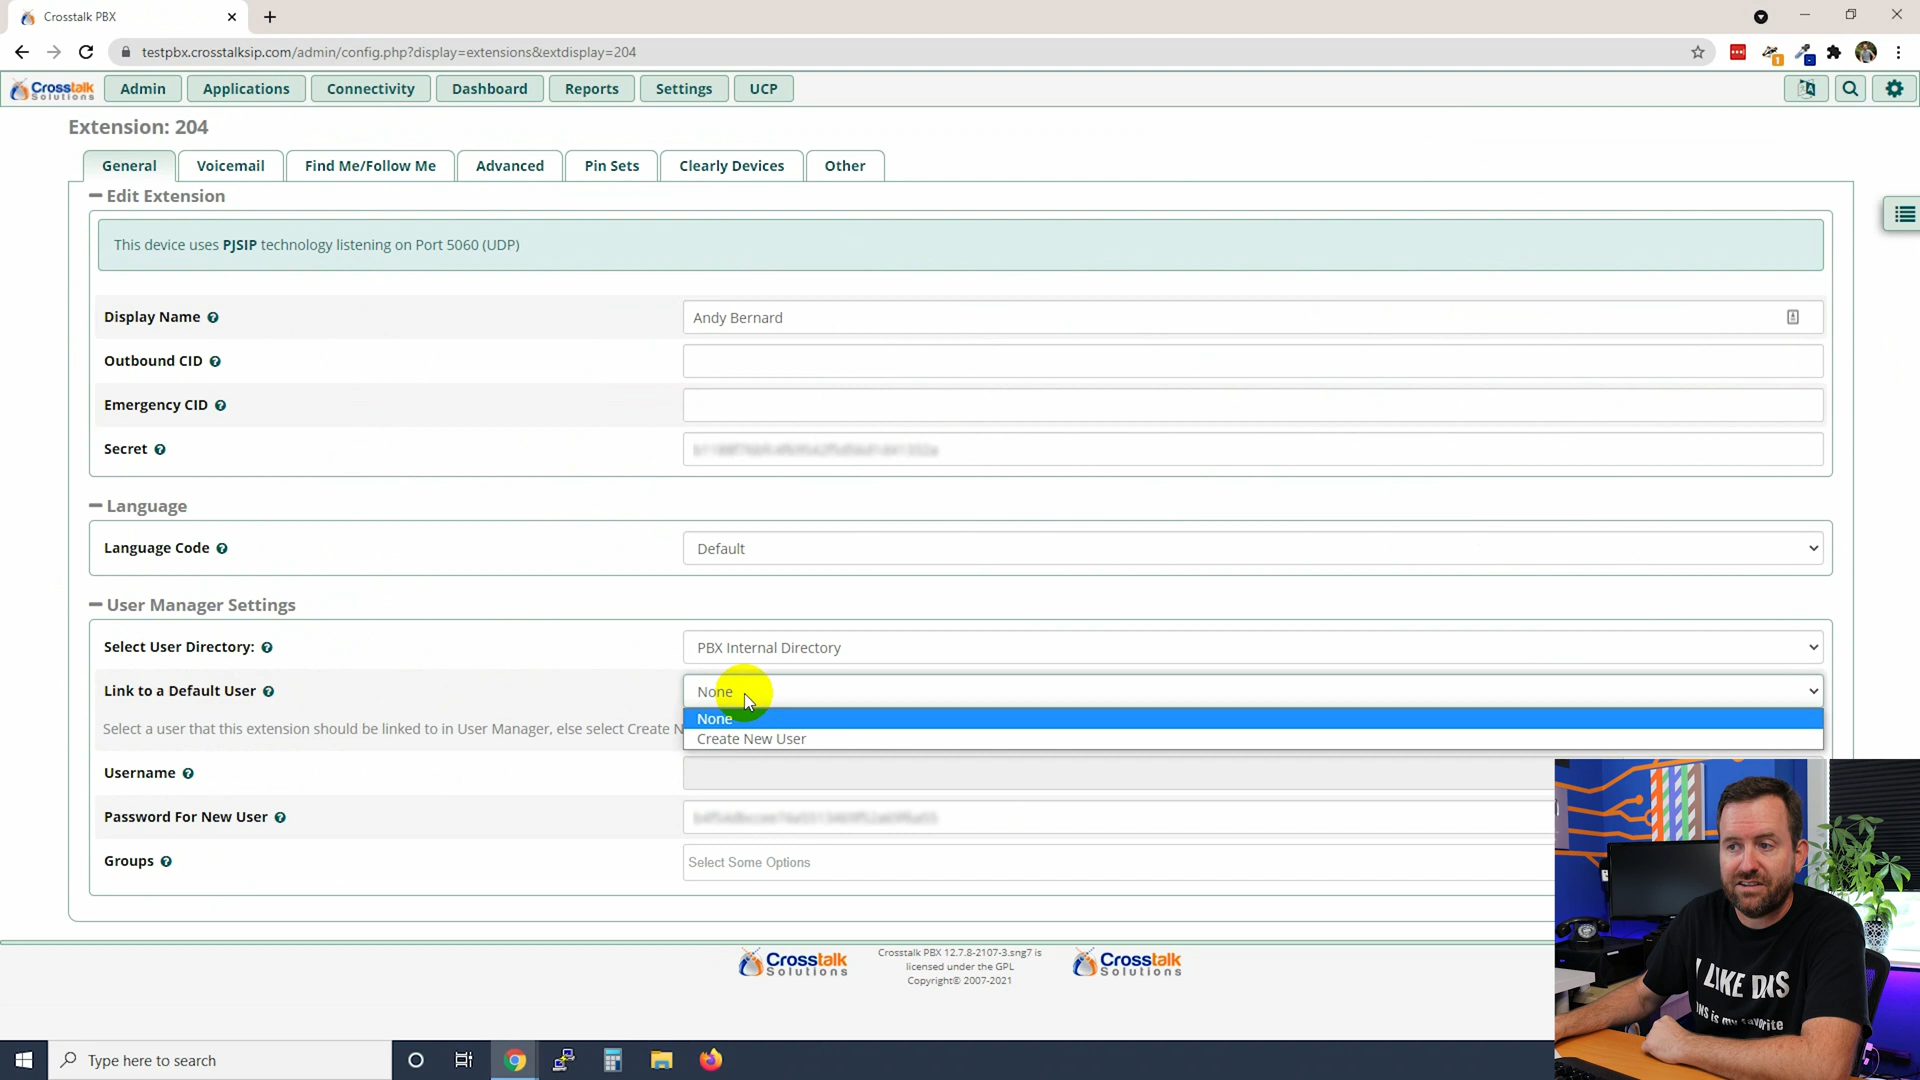 Crosstalk PBX
testpbx.crosstalksip.com/admin/config.php?display=extensions&extdisplay=204
Crosstalk Solutions
Admin
Applications
Connectivity
Dashboard
Reports
Settings
UCP
Extension: 204
General
Voicemail
Find Me/Follow Me
Advanced
Pin Sets
Clearly Devices
Other
Edit Extension
This device uses PJSIP technology listening on Port 5060 (UDP)
Display Name
Andy Bernard
Outbound CID
Emergency CID
Secret
Language
Language Code
Default
User Manager Settings
Select User Directory:
PBX Internal Directory
Link to a Default User
None
None
Create New User
Select a user that this extension should be linked to in User Manager, else select Create N
Username
Password For New User
Groups
Select Some Options
Crosstalk Solutions
Crosstalk PBX 12.7.8-2107-3.sng7 is
licensed under the GPL
Copyright© 2007-2021
Crosstalk Solutions
I LIKE DNS
DNS is my favorite
Type here to search